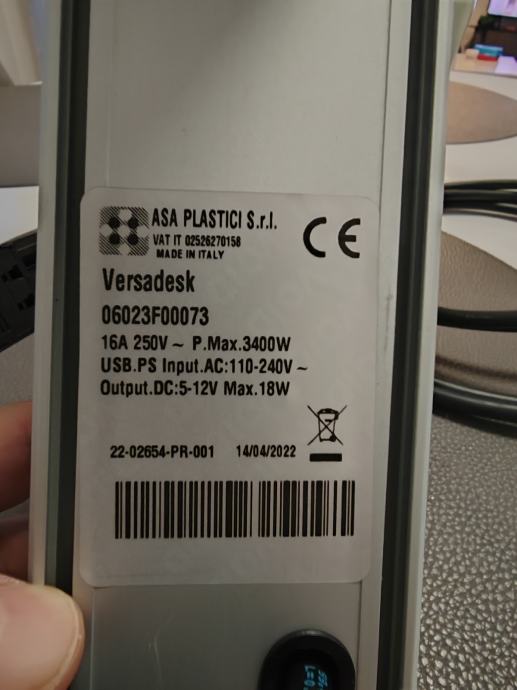 ASA PLASTICI S.r.l.
VAT IT 02526270158
MADE IN ITALY
CE
Versadesk
06023F00073
16A 250V ~ P.Max.3400W
USB.PS Input.AC:110-240V ~
Output.DC:5-12V Max.18W
22-02654-PR-001 14/04/2022